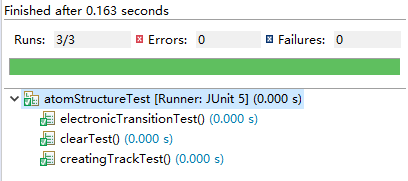 Finished after 0.163 seconds
Runs: 3/3 Errors: 0 Failures: 0
atomStructureTest [Runner: JUnit 5] (0.000 s)
electronicTransitionTest() (0.000 s)
clearTest() (0.000 s)
creatingTrackTest() (0.000 s)